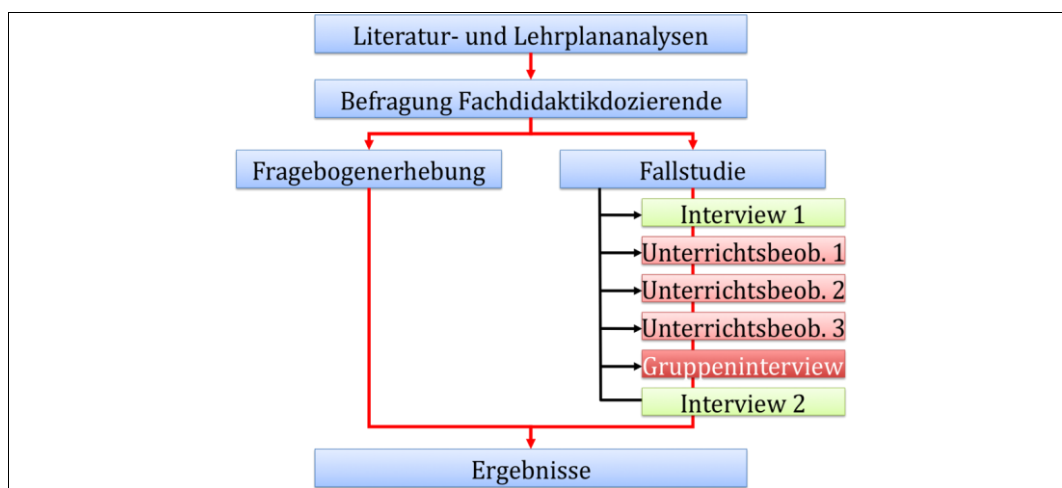 Literatur- und Lehrplananalysen
Befragung Fachdidaktikdozierende
Fragebogenerhebung
Fallstudie
Interview 1
Unterrichtsbeob. 1
Unterrichtsbeob. 2
Unterrichtsbeob. 3
Gruppeninterview
Interview 2
Ergebnisse